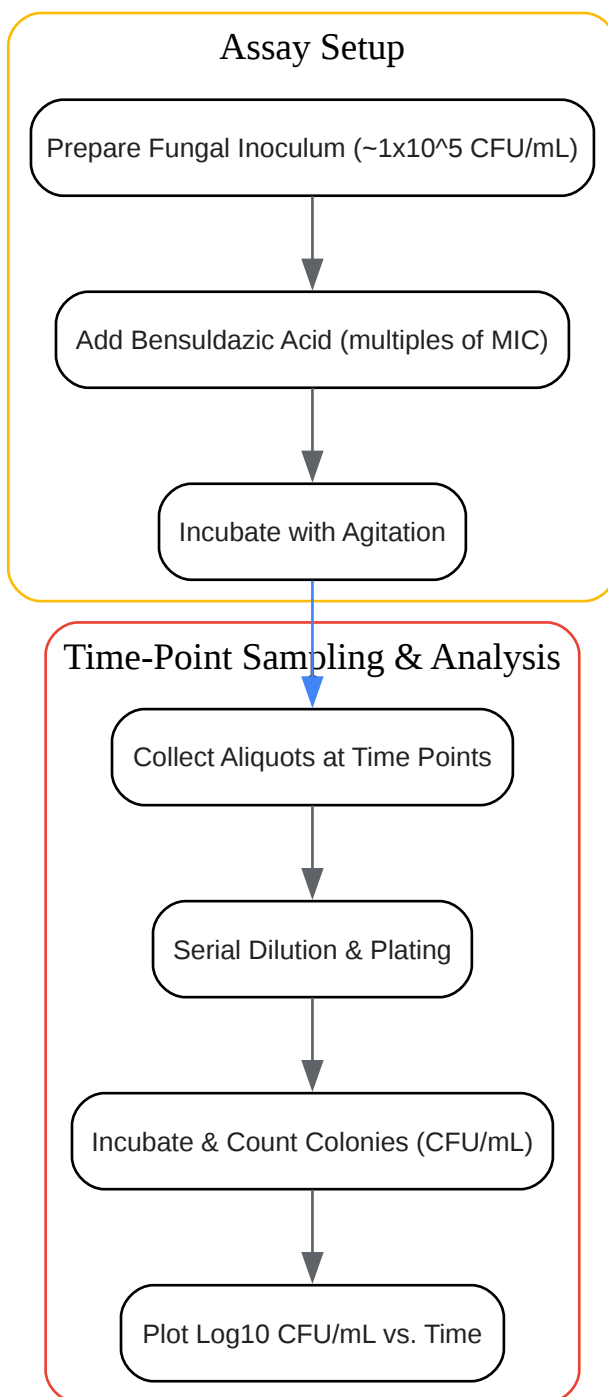 Assay Setup
Prepare Fungal Inoculum (~1x10^5 CFU/mL)
Add Bensuldazic Acid (multiples of MIC)
Incubate with Agitation
Time-Point Sampling & Analysis
Collect Aliquots at Time Points
Serial Dilution & Plating
Incubate & Count Colonies (CFU/mL)
Plot Log10 CFU/mL vs. Time